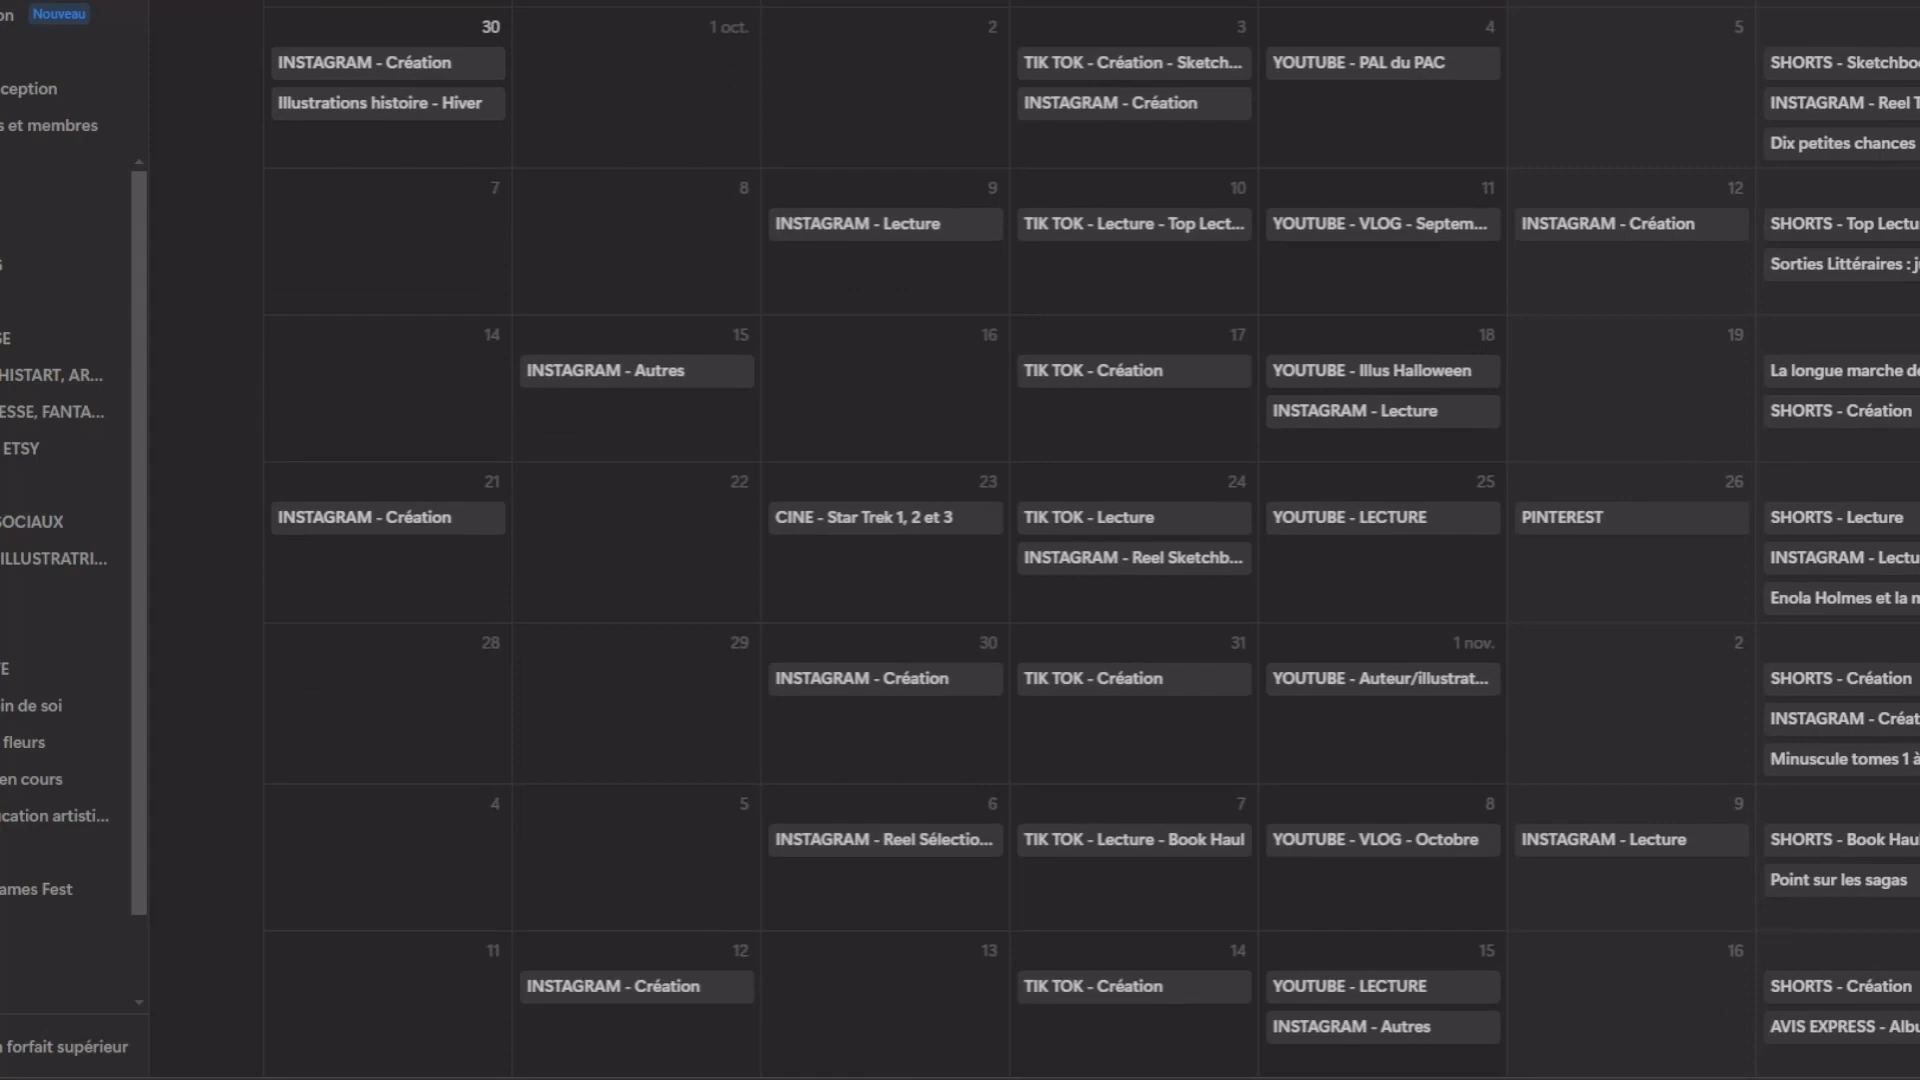 on Nouveau
ception
s et membres
SE
HISTART, AR...
ESSE, FANTA...
ETSY
SOCIAUX
ILLUSTRATRI...
TE
in de soi
fleurs
en cours
cation artisti...
ames Fest
forfait supérieur
30 1 oct. 2 3 4 5
INSTAGRAM - Création TIK TOK - Création - Sketch... YOUTUBE - PAL du PAC SHORTS - Sketchboo
Illustrations histoire - Hiver INSTAGRAM - Création INSTAGRAM - Reel T
Dix petites chances
7 8 9 10 11 12
INSTAGRAM - Lecture TIK TOK - Lecture - Top Lect... YOUTUBE - VLOG - Septem... INSTAGRAM - Création SHORTS - Top Lectu
Sorties Littéraires : j
14 15 16 17 18 19
INSTAGRAM - Autres TIK TOK - Création YOUTUBE - Illus Halloween La longue marche de
INSTAGRAM - Lecture SHORTS - Création
21 22 23 24 25 26
INSTAGRAM - Création CINE - Star Trek 1, 2 et 3 TIK TOK - Lecture YOUTUBE - LECTURE PINTEREST SHORTS - Lecture
INSTAGRAM - Reel Sketchb... INSTAGRAM - Lectu
Enola Holmes et la m
28 29 30 31 1 nov. 2
INSTAGRAM - Création TIK TOK - Création YOUTUBE - Auteur/illustrat... SHORTS - Création
INSTAGRAM - Créat
Minuscule tomes 1 à
4 5 6 7 8 9
INSTAGRAM - Reel Sélectio... TIK TOK - Lecture - Book Haul YOUTUBE - VLOG - Octobre INSTAGRAM - Lecture SHORTS - Book Hau
Point sur les sagas
11 12 13 14 15 16
INSTAGRAM - Création TIK TOK - Création YOUTUBE - LECTURE SHORTS - Création
INSTAGRAM - Autres AVIS EXPRESS - Albu